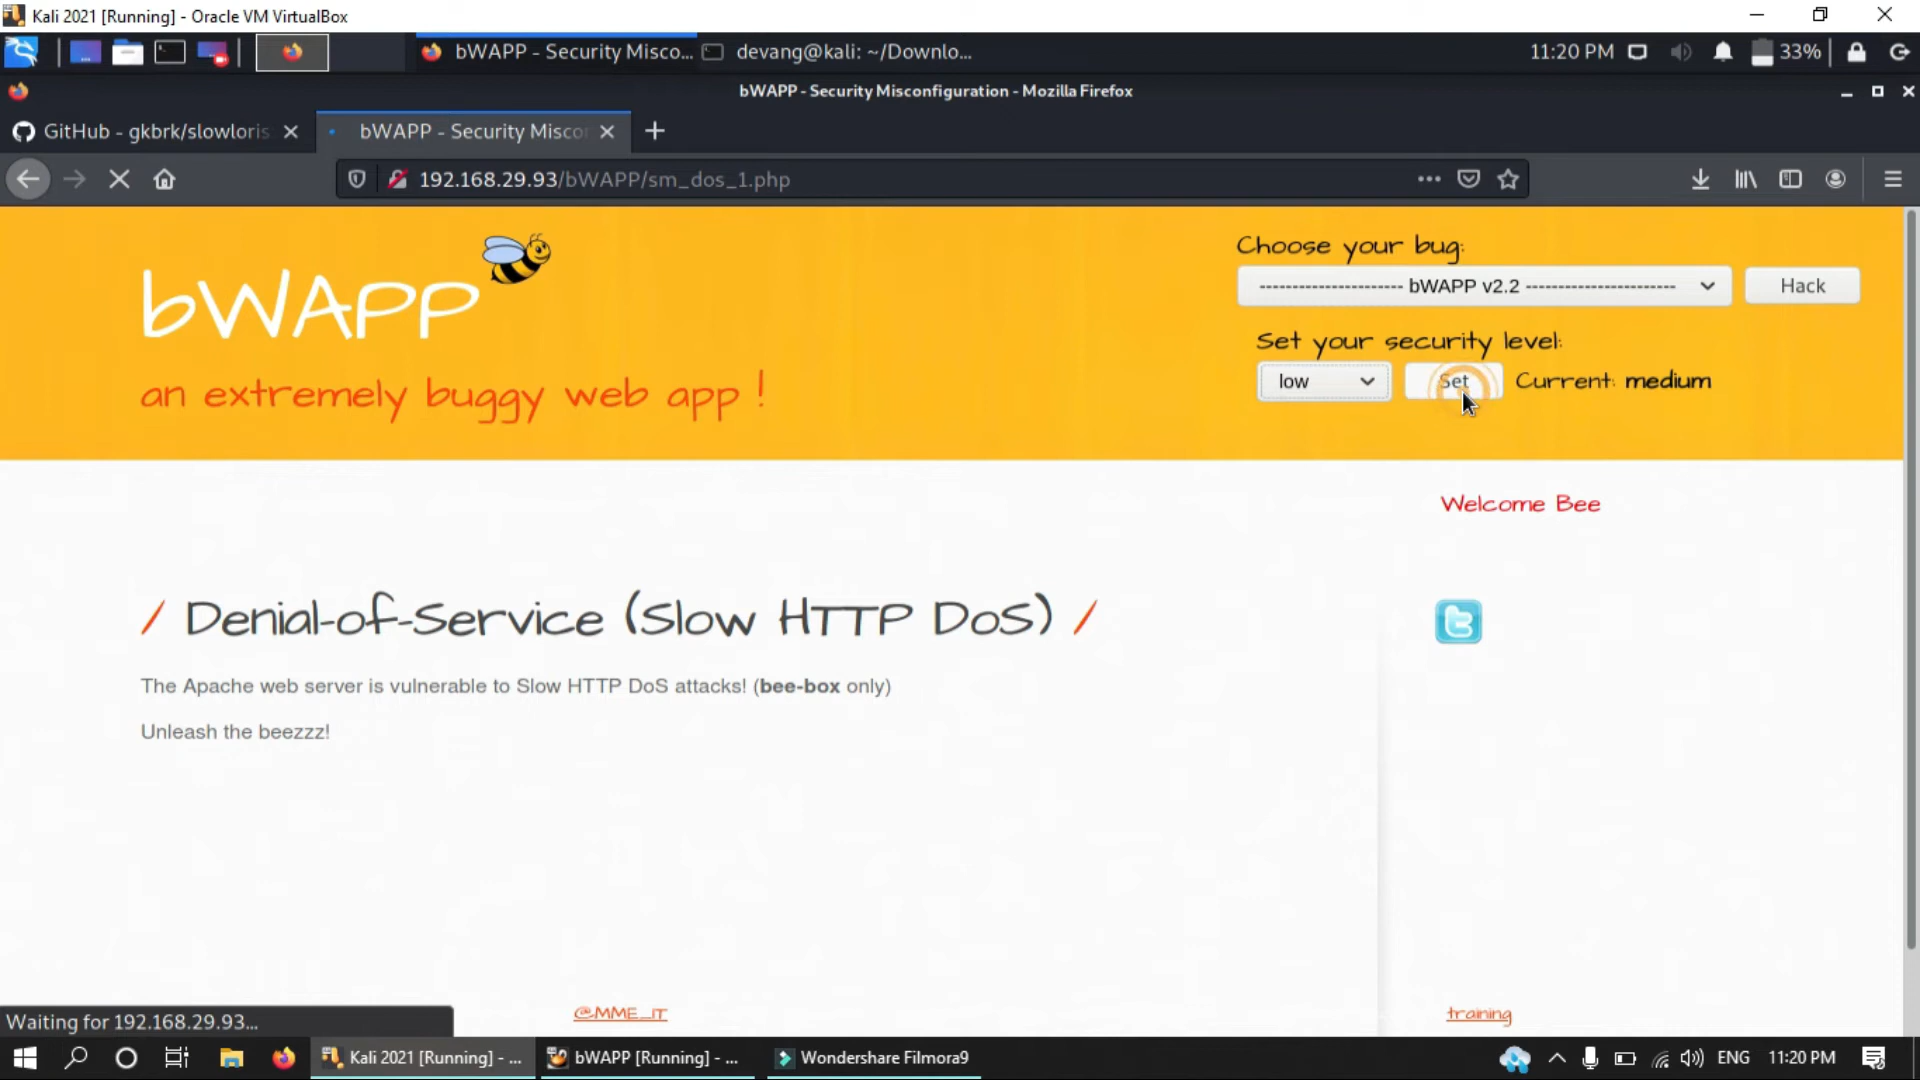 Kali 2021 [Running] - Oracle VM VirtualBox
bWAPP - Security Misco...
devang@kali: ~/Downlo...
11:20 PM
33%
bWAPP - Security Misconfiguration - Mozilla Firefox
GitHub - gkbrk/slowloris
bWAPP - Security Misco
192.168.29.93/bWAPP/sm_dos_1.php
bWAPP
an extremely buggy web app !
Choose your bug:
---------------------- bWAPP v2.2 -----------------------
Hack
Set your security level:
low
Set
Current: medium
Welcome Bee
/ Denial-of-Service (Slow HTTP DoS) /
The Apache web server is vulnerable to Slow HTTP DoS attacks! (bee-box only)
Unleash the beezzz!
@MME_IT
training
Waiting for 192.168.29.93...
Kali 2021 [Running] - ...
bWAPP [Running] - ...
Wondershare Filmora9
ENG
11:20 PM